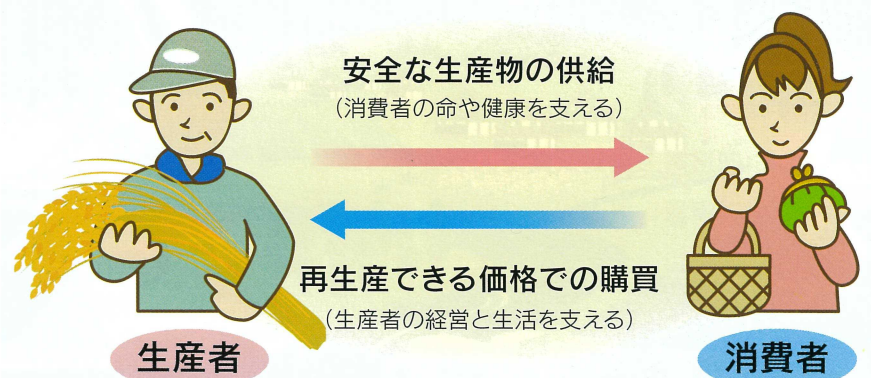 安全な生産物の供給
（消費者の命や健康を支える）
再生産できる価格での購買
（生産者の経営と生活を支える）
生産者
消費者